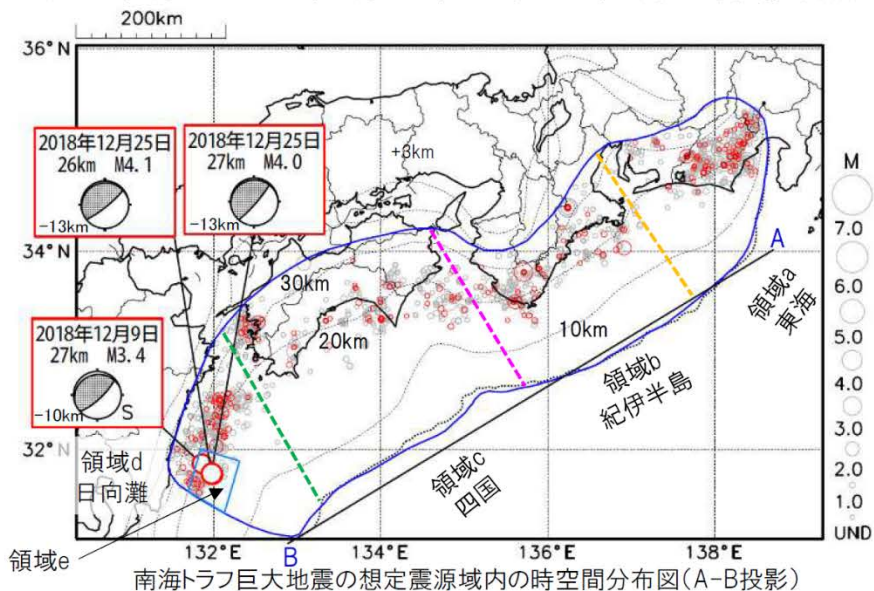 200km
36°N
2018年12月25日
26km M4.1
-13km
2018年12月25日
27km M4.0
-13km
+3km
M
7.0
6.0
5.0
4.0
3.0
2.0
1.0
UND
34°N
A
領域a
東海
30km
20km
10km
領域b
紀伊半島
2018年12月9日
27km M3.4
-10km
S
32°N
領域d
日向灘
領域c
四国
領域e
132°E
B
134°E
136°E
138°E
南海トラフ巨大地震の想定震源域内の時空間分布図(A-B投影)